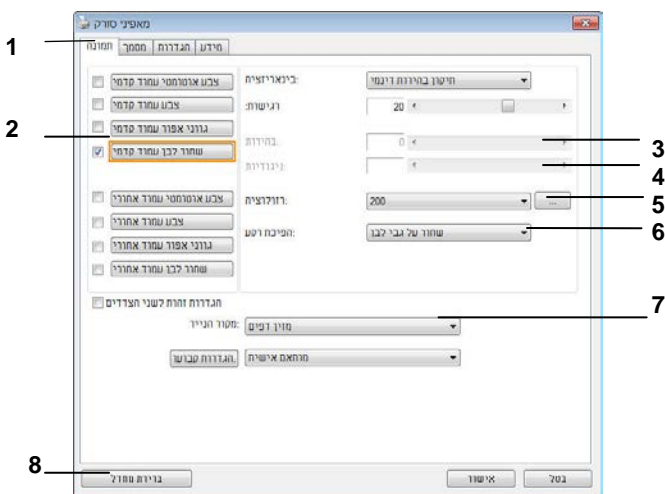 מאפיני סורק
1
תמונה מסמך הגדרות מידע
2
צבע אוטומטי עמוד קדמי
צבע עמוד קדמי
גווני אפור עמוד קדמי
שחור לבן עמוד קדמי
צבע אוטומטי עמוד אחורי
צבע עמוד אחורי
גווני אפור עמוד אחורי
שחור לבן עמוד אחורי
בינאריזציה: תיקון בהירות דינמי
רגישות: 20
בהירות: 0
3
ניגודיות:
4
רזולוציה: 200 ...
5
הפיכת רקע: שחור על גבי לבן
6
הגדרות זהות לשני הצדדים
7
מקור הנייר: מזין דפים
הגדרות קבוצה. מותאם אישית
8
ברירת מחדל אישור בטל